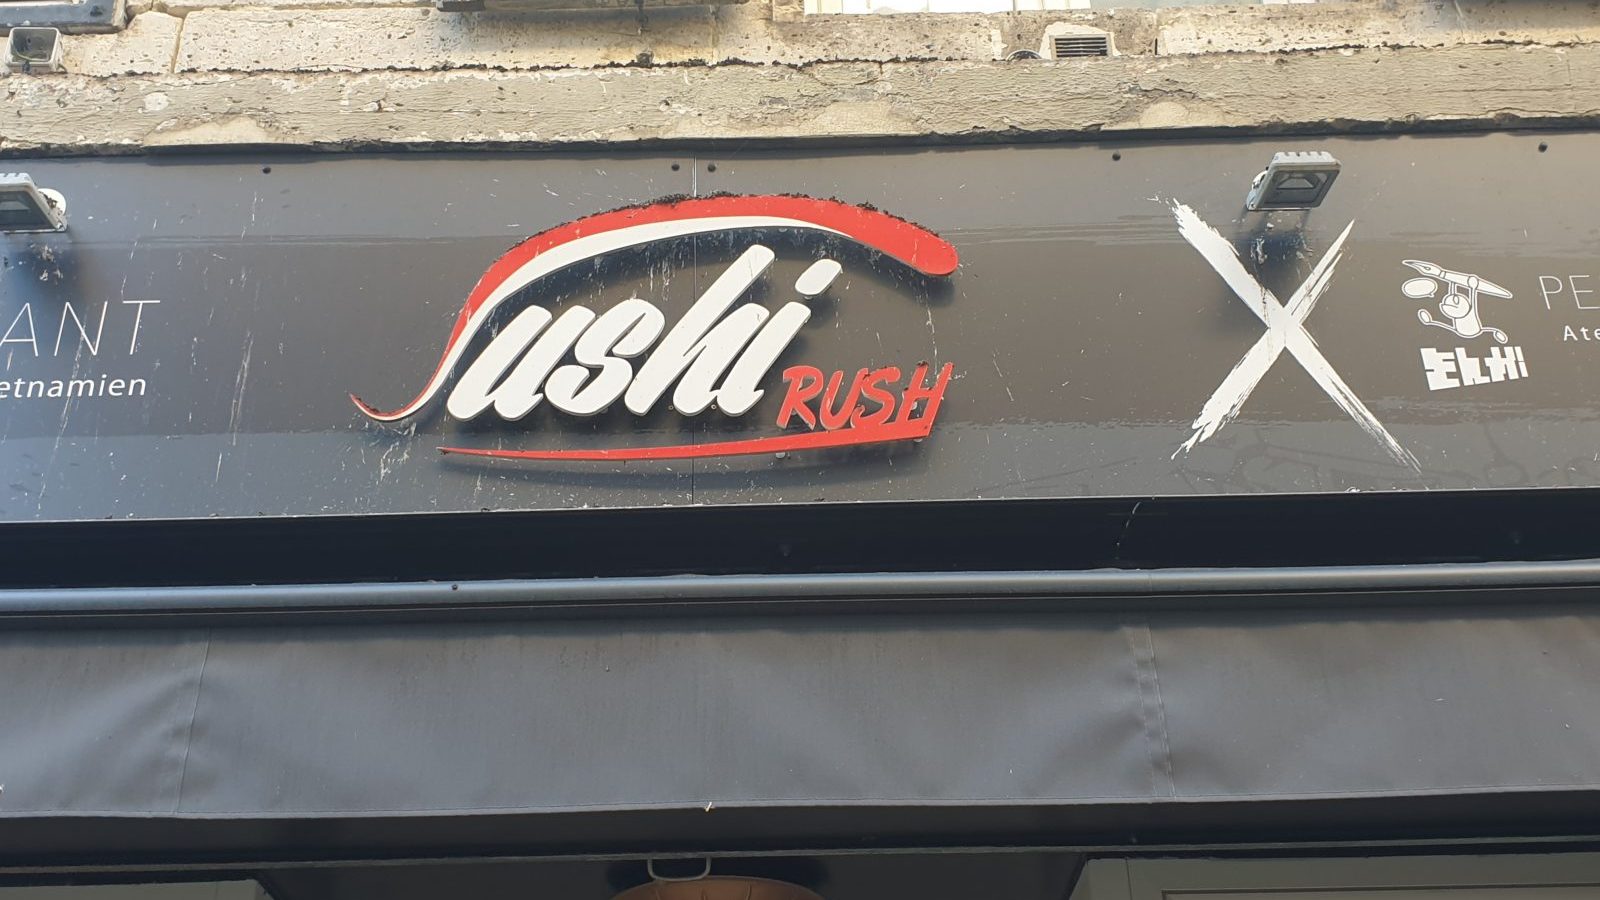 ANT
etnamien
Sushi
RUSH
X
PE
Ate